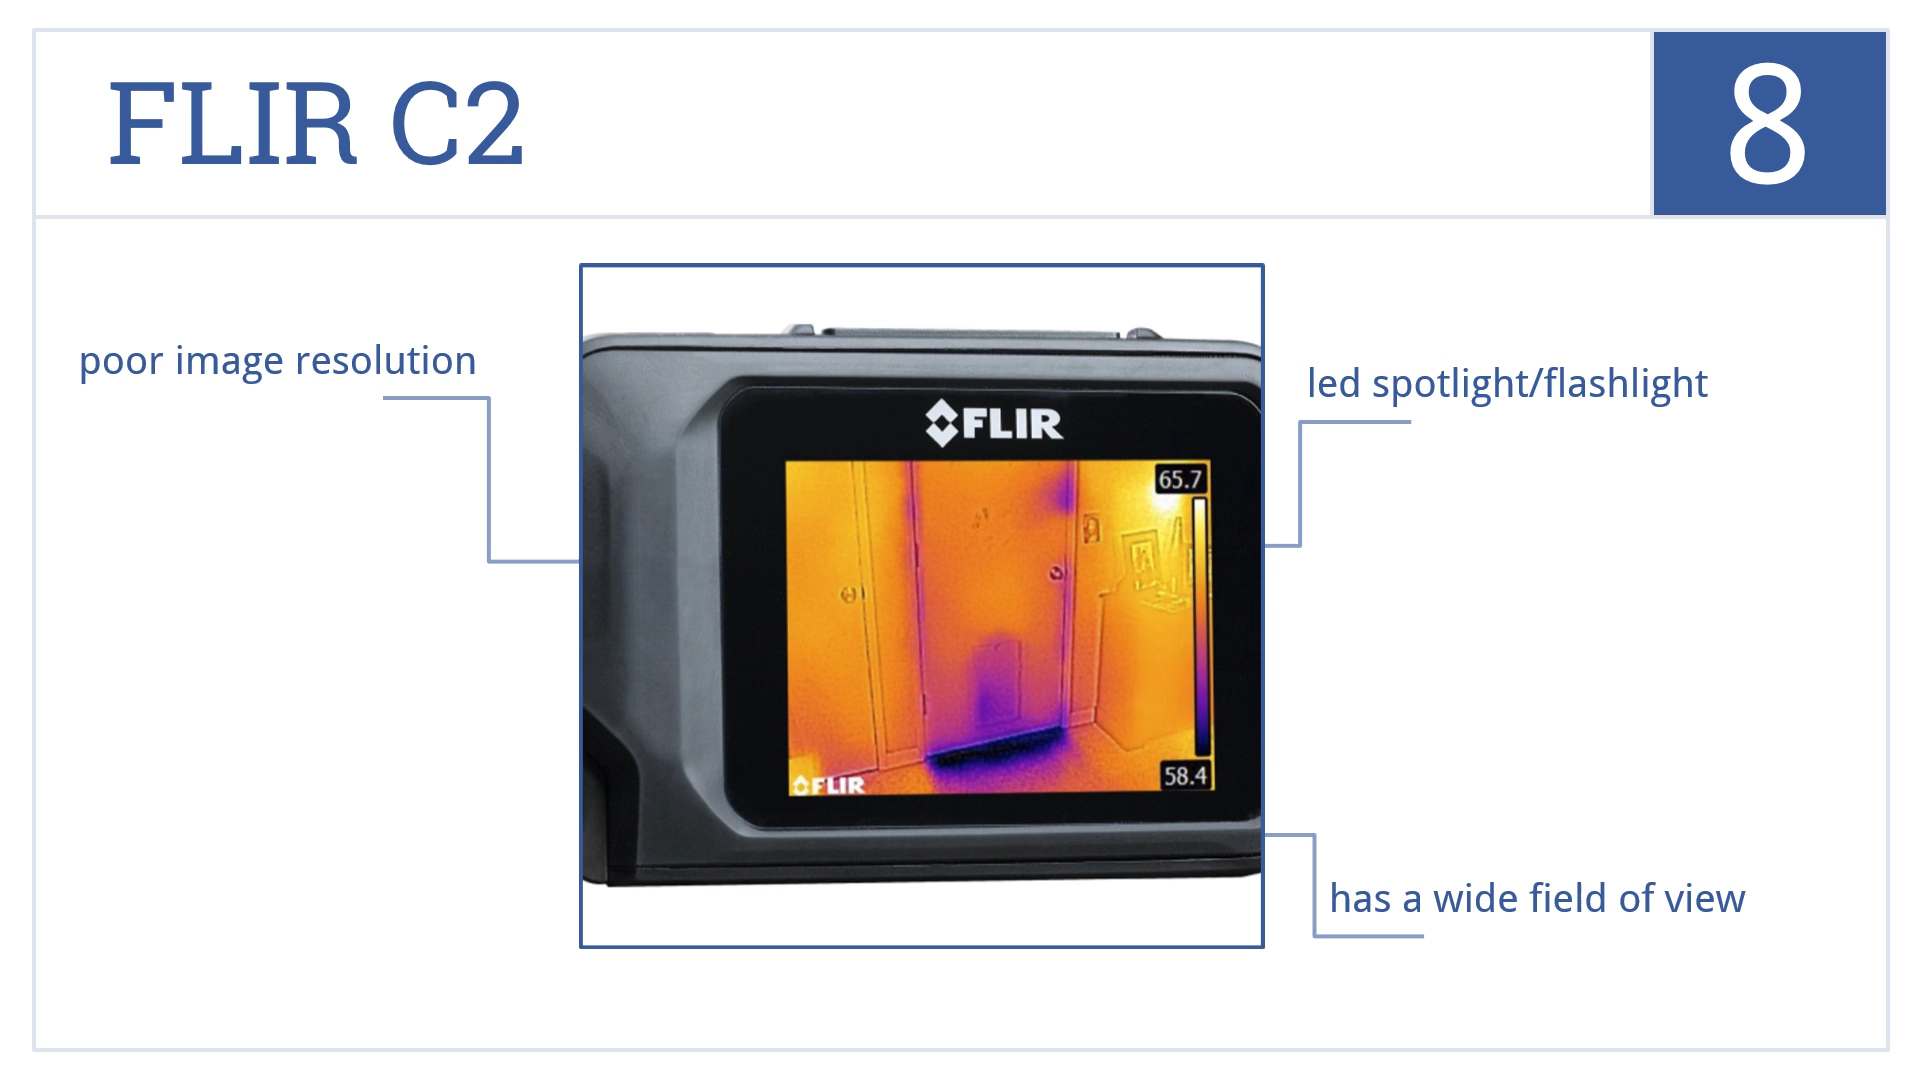 FLIR C2
8
poor image resolution
led spotlight/flashlight
FLIR
65.7
58.4
FLIR
has a wide field of view